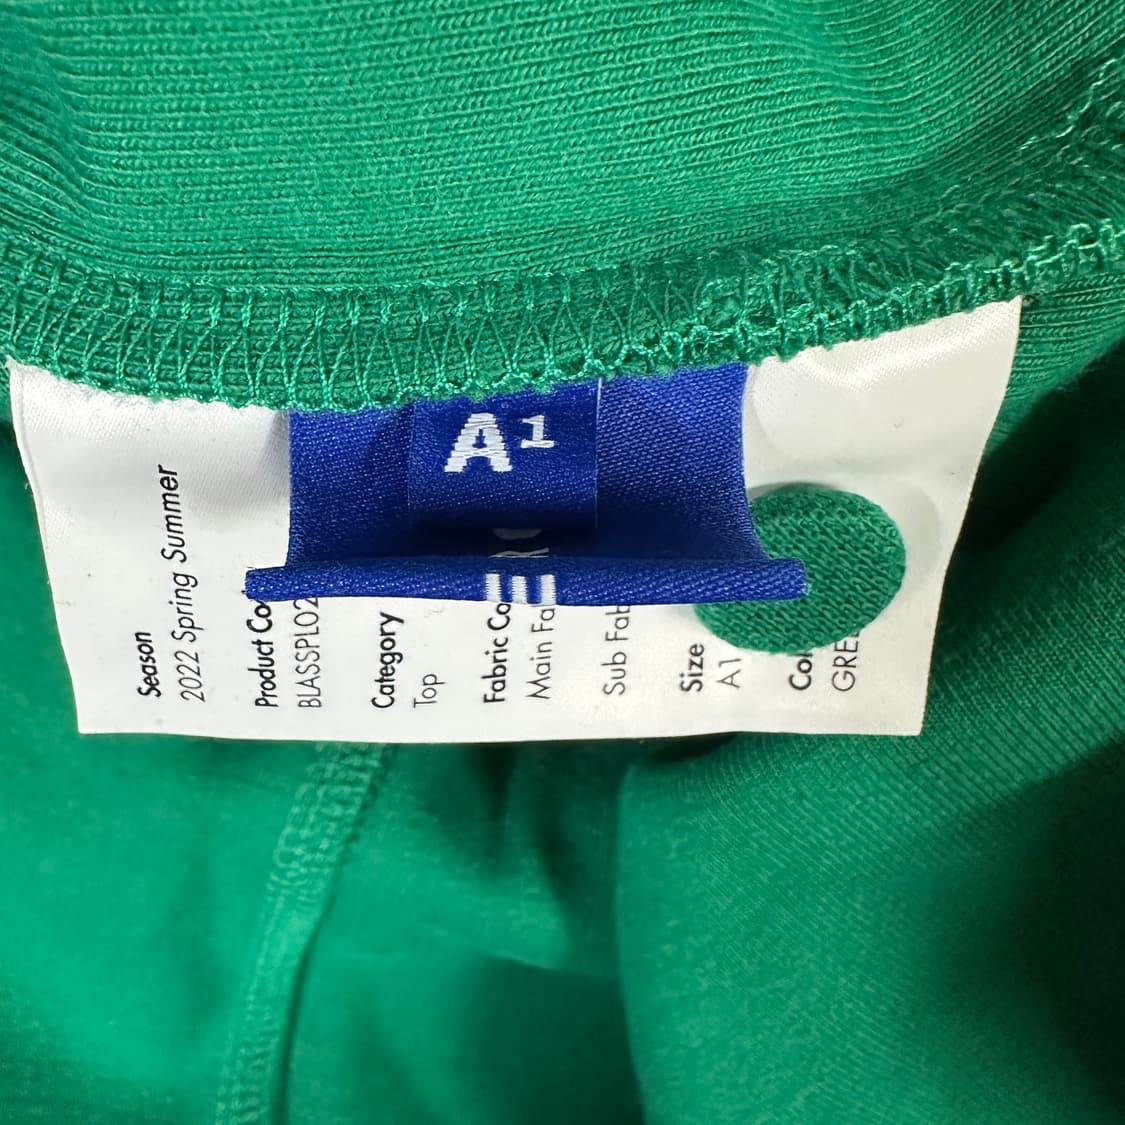 A1
Season
2022 Spring Summer
Product Co
BLASSPL02
Category
Top
Fabric Co
Main Fa
Sub Fab
Size
A1
Co
GRE